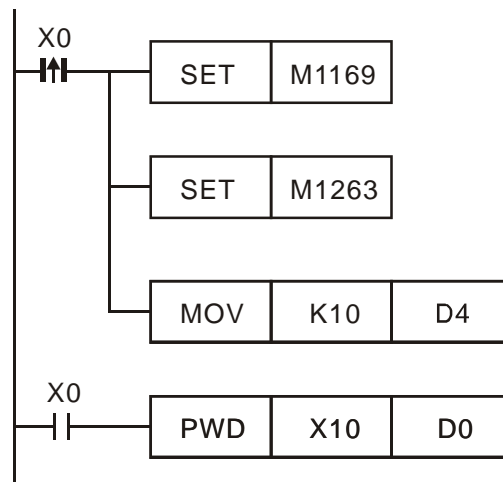 X0
SET M1169
SET M1263
MOV K10 D4
X0
PWD X10 D0